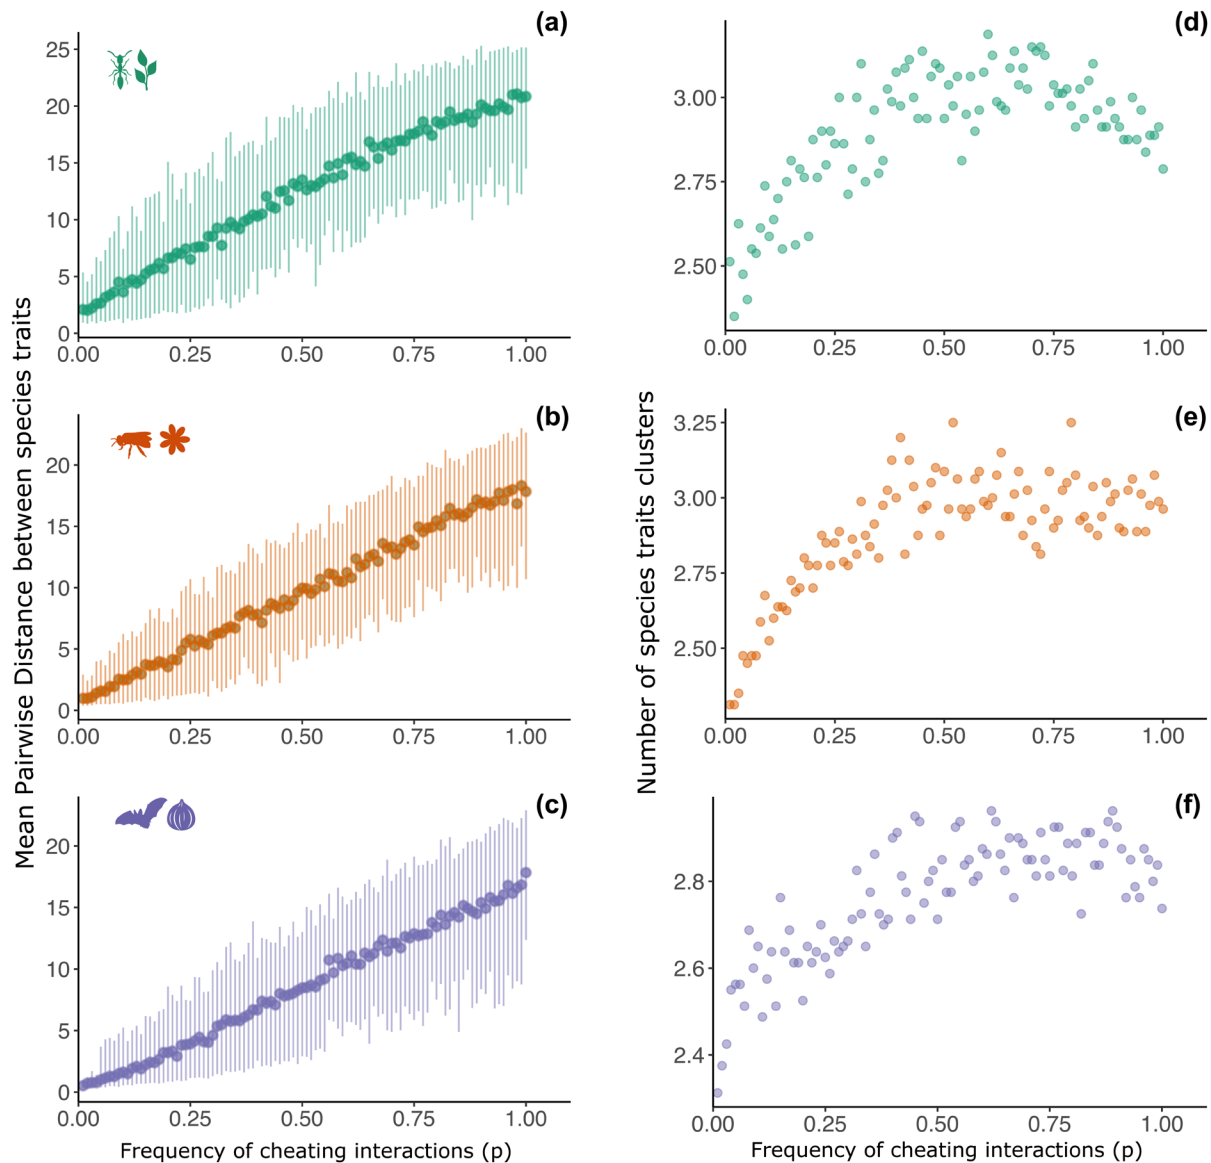 (a)
25
20
15
10
5
0
0.00 0.25 0.50 0.75 1.00
(d)
3.00
2.75
2.50
0.00 0.25 0.50 0.75 1.00
(b)
20
15
10
5
0
0.00 0.25 0.50 0.75 1.00
(e)
3.25
3.00
2.75
2.50
0.00 0.25 0.50 0.75 1.00
(c)
20
15
10
5
0
0.00 0.25 0.50 0.75 1.00
(f)
2.8
2.6
2.4
0.00 0.25 0.50 0.75 1.00
Mean Pairwise Distance between species traits
Number of species traits clusters
Frequency of cheating interactions (p)
Frequency of cheating interactions (p)